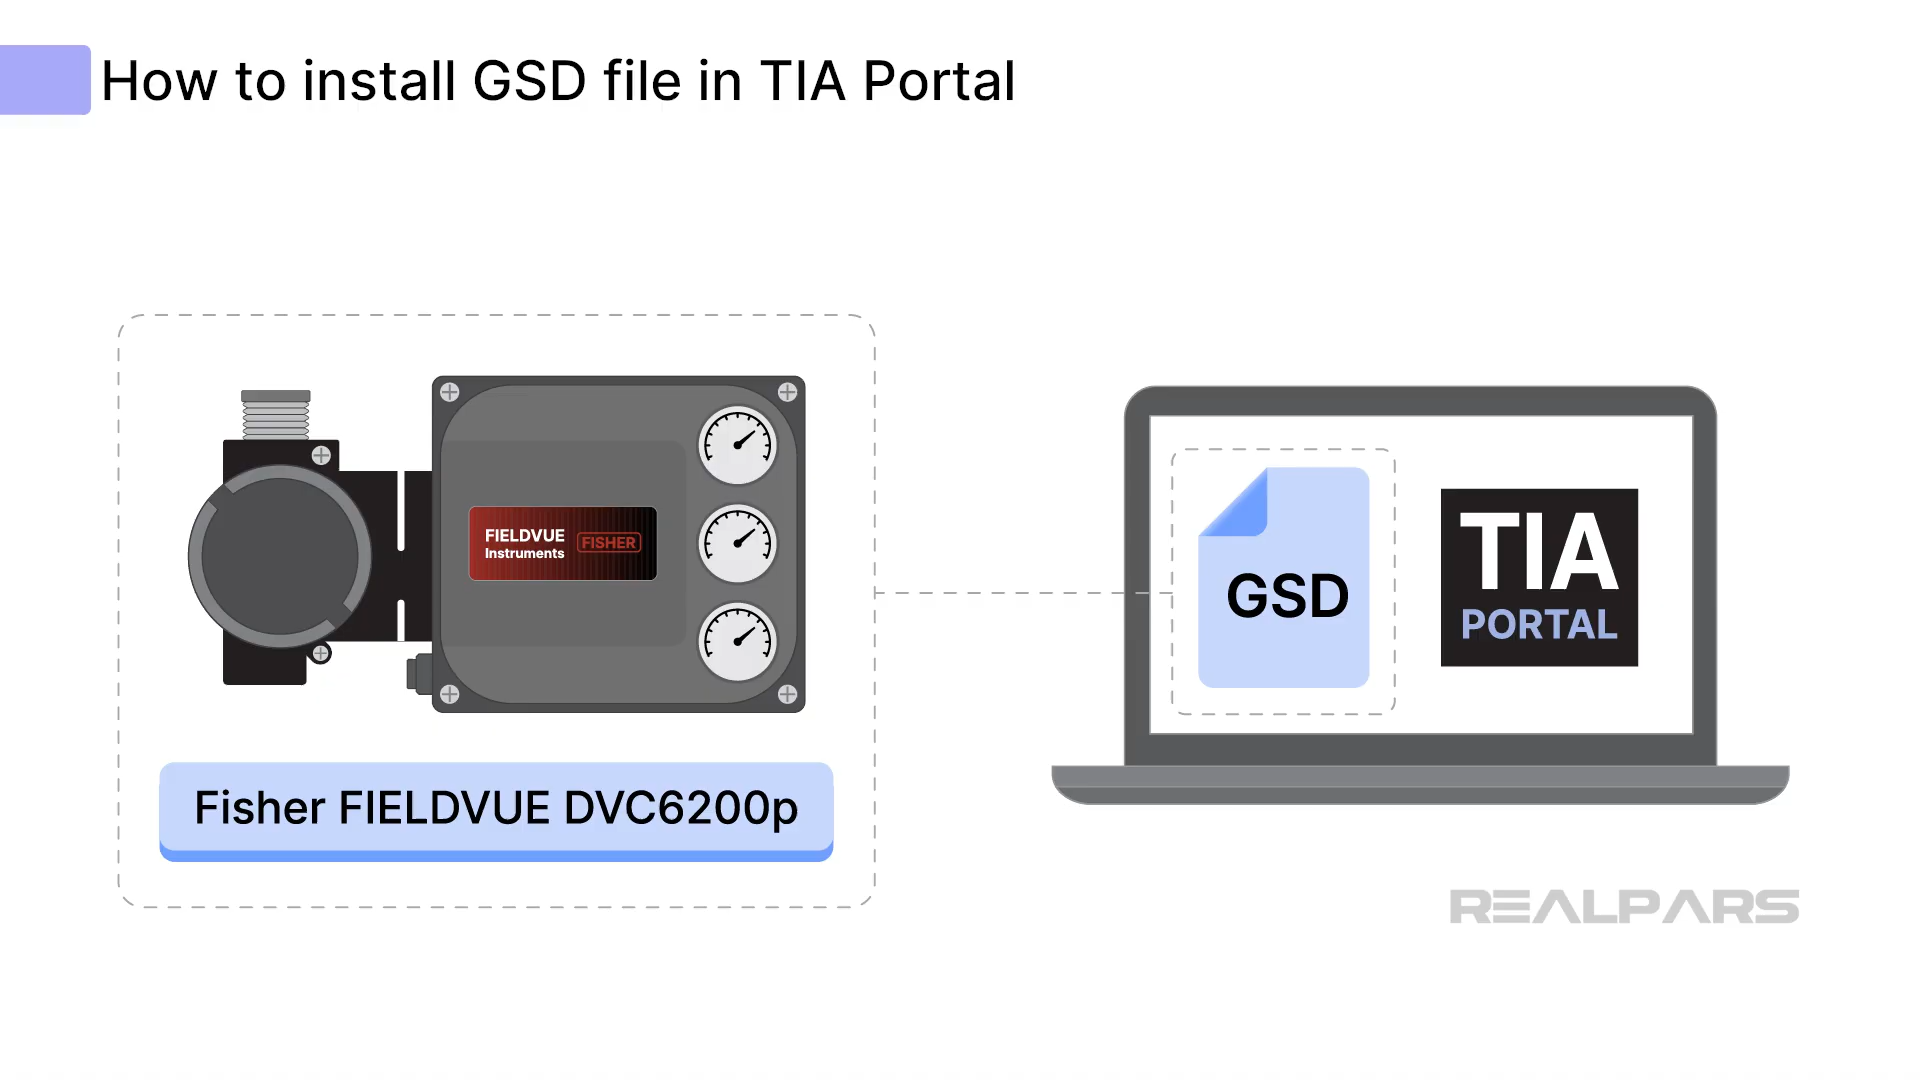 How to install GSD file in TIA Portal
FIELDVUE
Instruments
FISHER
Fisher FIELDVUE DVC6200p
GSD
TIA
PORTAL
REALPARS